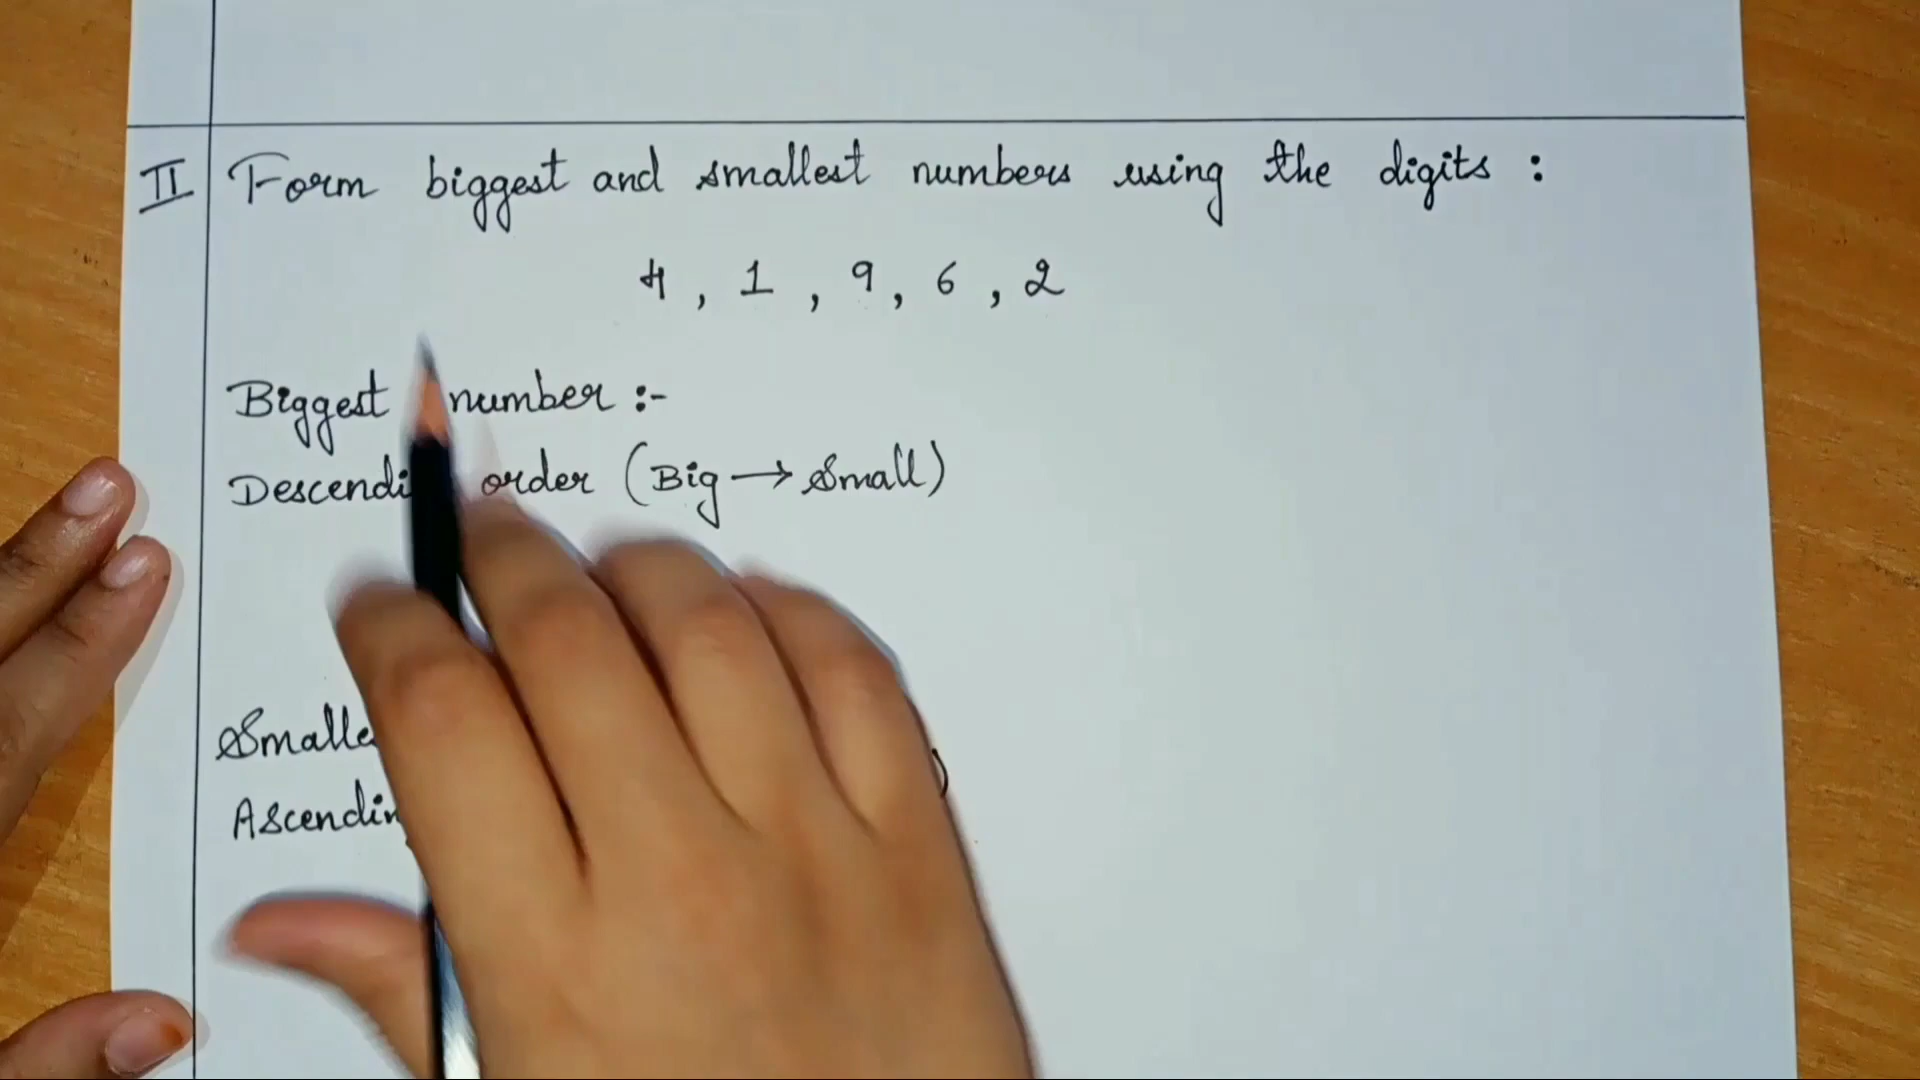 II Form biggest and smallest numbers using the digits :
4 , 1 , 9 , 6 , 2
Biggest number :-
order (Big → Small)